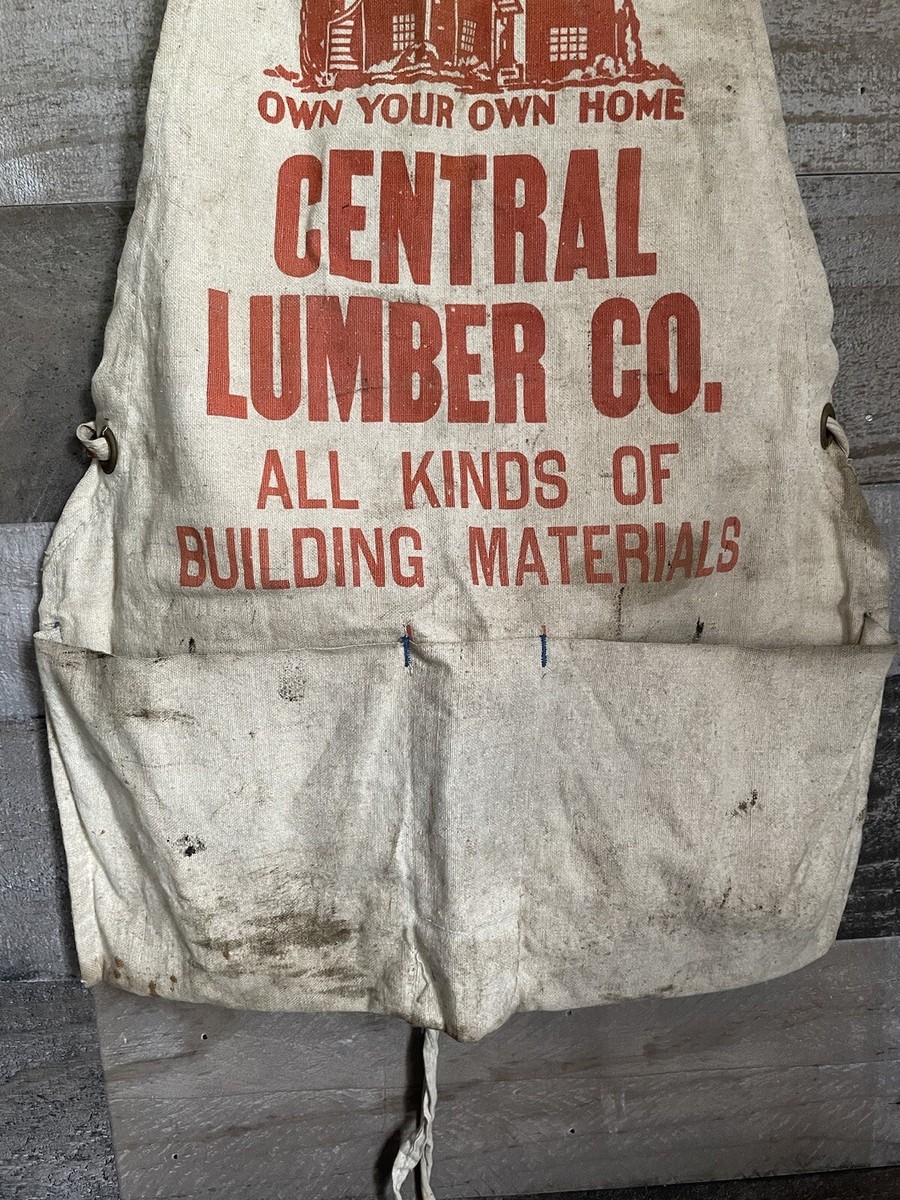 OWN YOUR OWN HOME
CENTRAL
LUMBER CO.
ALL KINDS OF
BUILDING MATERIALS